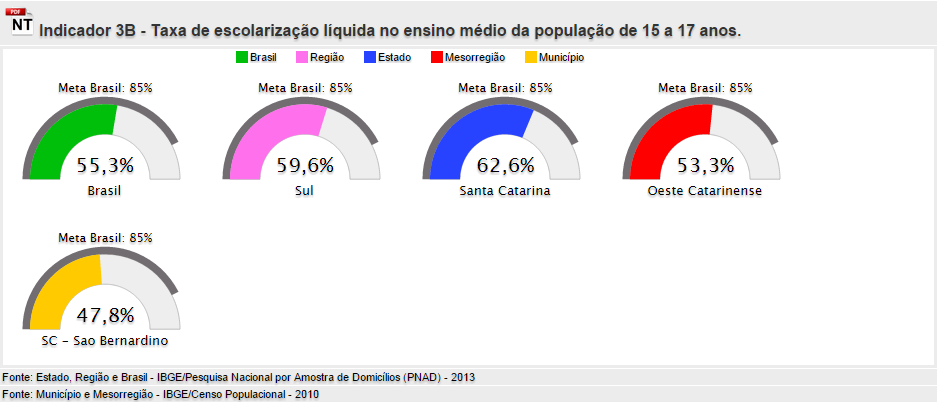 PDF
NT
Indicador 3B - Taxa de escolarização líquida no ensino médio da população de 15 a 17 anos.
Brasil Região Estado Mesorregião Município
Meta Brasil: 85% Meta Brasil: 85% Meta Brasil: 85% Meta Brasil: 85%
55,3% 59,6% 62,6% 53,3%
Brasil Sul Santa Catarina Oeste Catarinense
Meta Brasil: 85%
47,8%
SC - Sao Bernardino
Fonte: Estado, Região e Brasil - IBGE/Pesquisa Nacional por Amostra de Domicílios (PNAD) - 2013
Fonte: Município e Mesorregião - IBGE/Censo Populacional - 2010